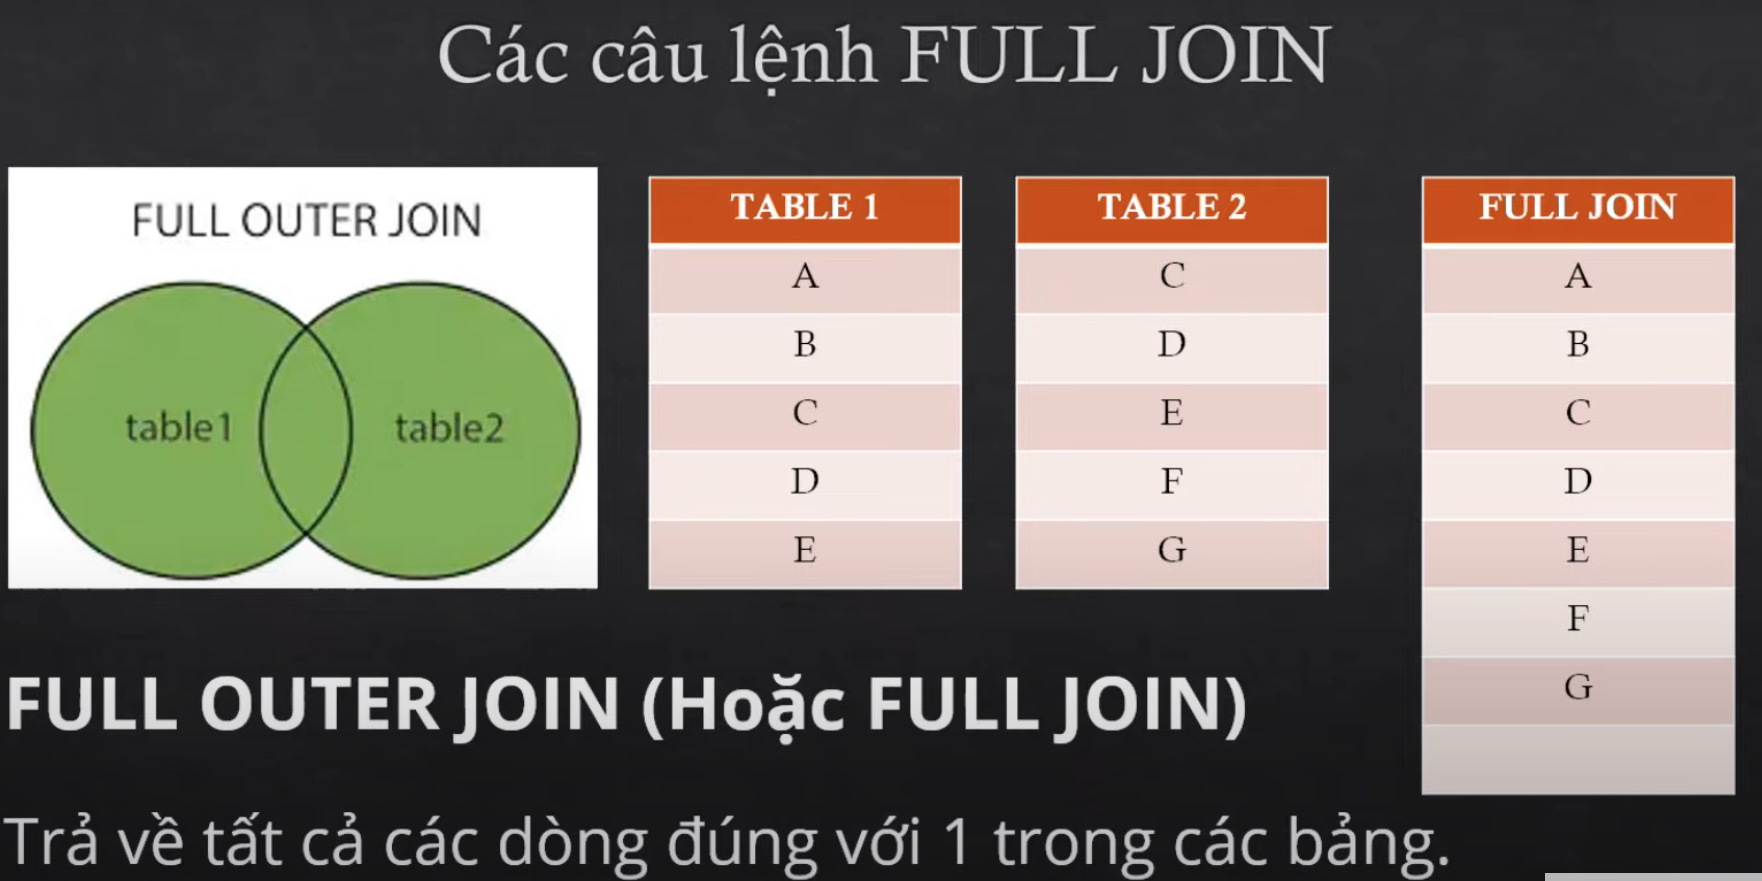 Các câu lệnh FULL JOIN
FULL OUTER JOIN
table1
table2
TABLE 1
A
B
C
D
E
TABLE 2
C
D
E
F
G
FULL JOIN
A
B
C
D
E
F
G
FULL OUTER JOIN (Hoặc FULL JOIN)
Trả về tất cả các dòng đúng với 1 trong các bảng.